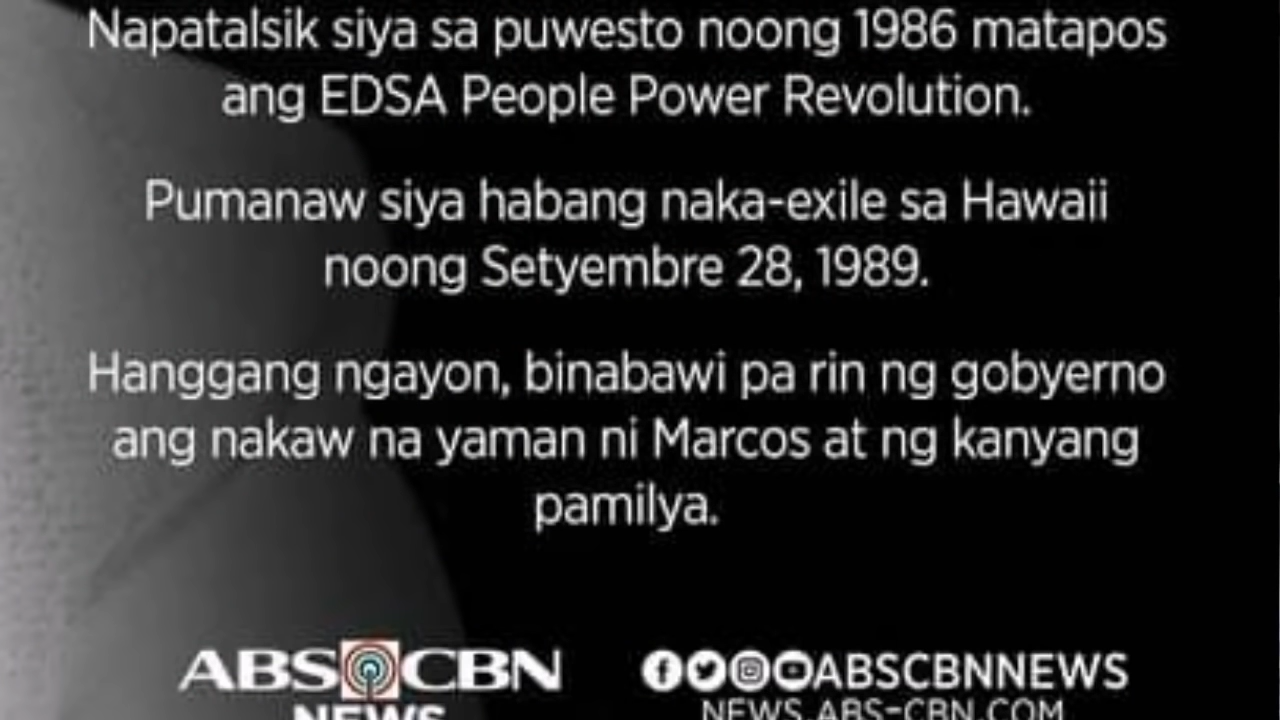 Napatalsik siya sa puwesto noong 1986 matapos
ang EDSA People Power Revolution.
Pumanaw siya habang naka-exile sa Hawaii
noong Setyembre 28, 1989.
Hanggang ngayon, binabawi pa rin ng gobyerno
ang nakaw na yaman ni Marcos at ng kanyang
pamilya.
ABS CBN ABSCBNNEWS
NEWS NEWS.ABS-CBN.COM